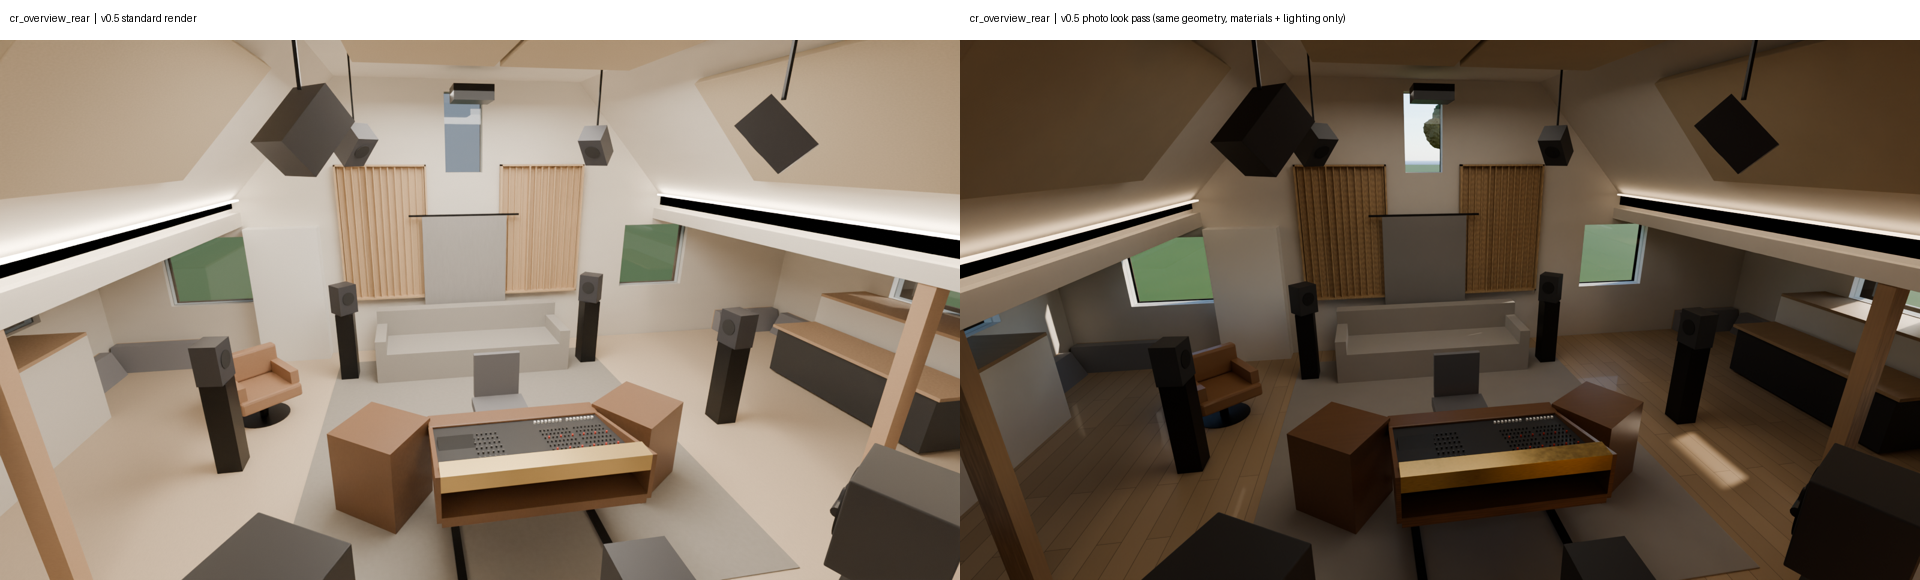 cr_overview_rear | v0.5 standard render
cr_overview_rear | v0.5 photo look pass (same geometry, materials + lighting only)